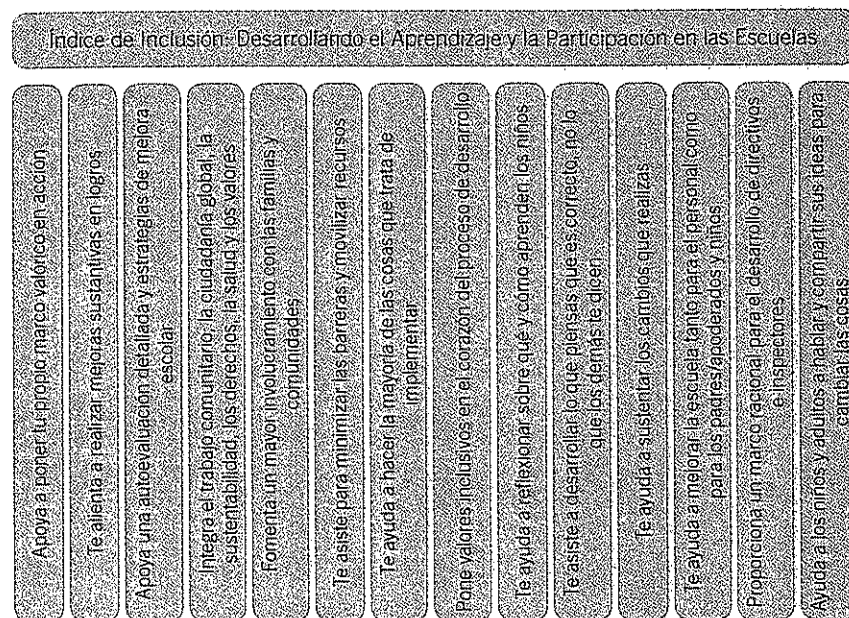 Índice de Inclusión: Desarrollando el Aprendizaje y la Participación en las Escuelas
Apoya a poner tu propio marco valórico en acción
Te alienta a realizar mejoras sustantivas en logros
Apoya una autoevaluación detallada y estrategias de mejora
escolar
Integra el trabajo comunitario, la ciudadanía global, la
sustentabilidad, los derechos, la salud y los valores
Fomenta un mayor involucramiento con las familias y
comunidades
Te asiste para minimizar las barreras y movilizar recursos
Te ayuda a hacer la mayoría de las cosas que trata de
implementar
Pone valores inclusivos en el corazón del proceso de desarrollo
Te ayuda a reflexionar sobre qué y cómo aprenden los niños
Te asiste a desarrollar lo que piensas que es correcto, no lo
que los demás te dicen
Te ayuda a sustentar los cambios que realizas
Te ayuda a mejorar la escuela tanto para el personal como
para los padres/apoderados y niños
Proporciona un marco racional para el desarrollo de directivos
e inspectores
Ayuda a los niños y adultos a hablar y compartir sus ideas para
cambiar las cosas